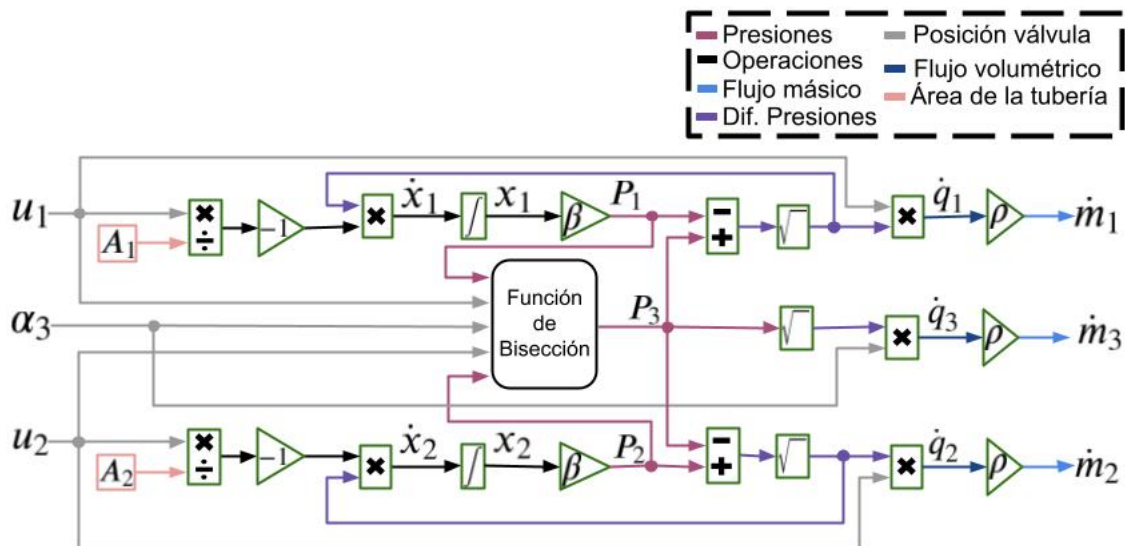 Presiones
Posición válvula
Operaciones
Flujo volumétrico
Flujo másico
Área de la tubería
Dif. Presiones
u₁ × ÷ -1 × ẋ₁ ∫ x₁ β P₁ - + √ × q̇₁ ρ ṁ₁
A₁
Función
de
Bisección
α₃ P₃ √ × q̇₃ ρ ṁ₃
u₂ × ÷ -1 × ẋ₂ ∫ x₂ β P₂ - + √ × q̇₂ ρ ṁ₂
A₂